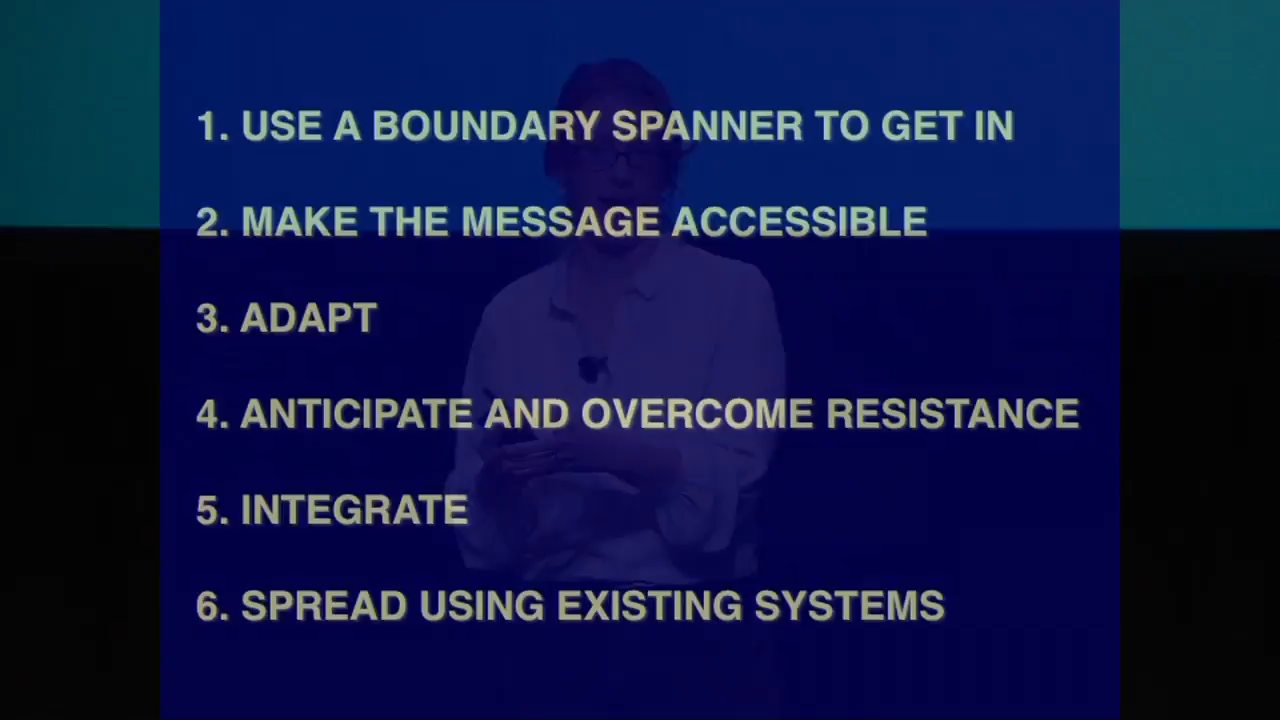 1. USE A BOUNDARY SPANNER TO GET IN
2. MAKE THE MESSAGE ACCESSIBLE
3. ADAPT
4. ANTICIPATE AND OVERCOME RESISTANCE
5. INTEGRATE
6. SPREAD USING EXISTING SYSTEMS